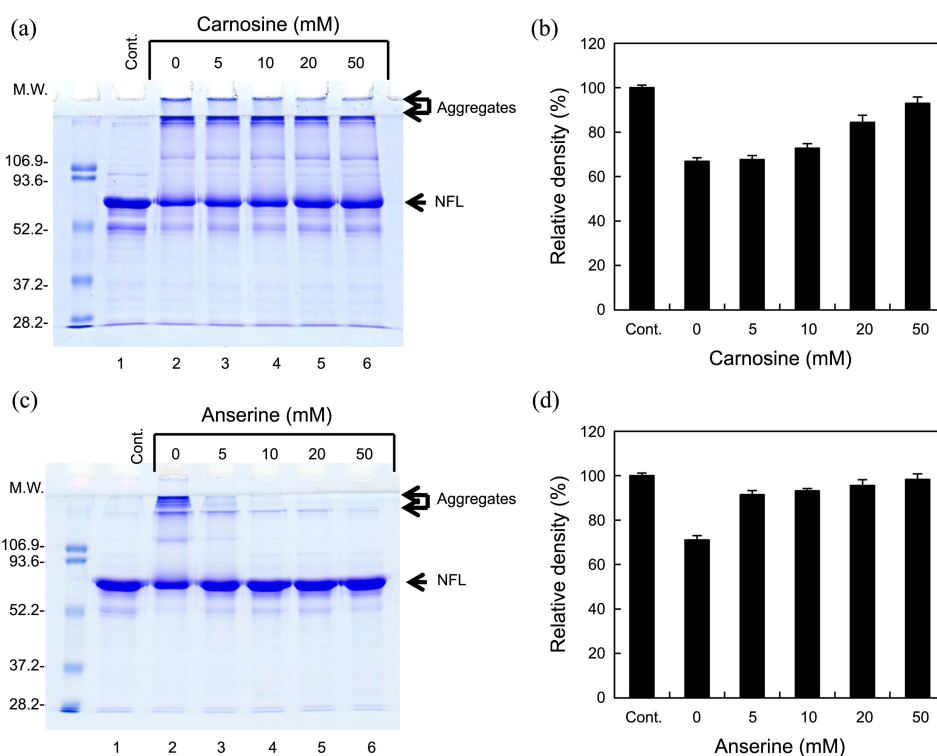 (a)
Carnosine (mM)
Cont. 0 5 10 20 50
M.W.
Aggregates
106.9-
93.6-
NFL
52.2-
37.2-
28.2-
1 2 3 4 5 6
(b)
120
100
80
60
40
20
0
Relative density (%)
Cont. 0 5 10 20 50
Carnosine (mM)
(c)
Anserine (mM)
Cont. 0 5 10 20 50
M.W.
Aggregates
106.9-
93.6-
NFL
52.2-
37.2-
28.2-
1 2 3 4 5 6
(d)
120
100
80
60
40
20
0
Relative density (%)
Cont. 0 5 10 20 50
Anserine (mM)